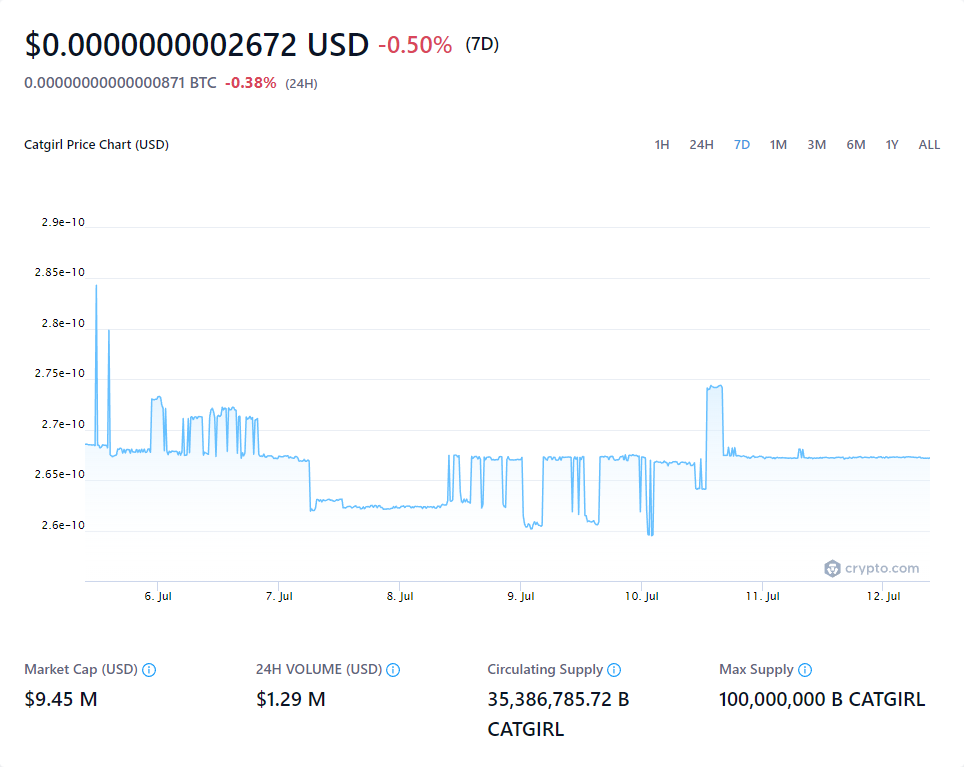 $0.0000000002672 USD -0.50% (7D)
0.00000000000000871 BTC -0.38% (24H)
Catgirl Price Chart (USD) 1H 24H 7D 1M 3M 6M 1Y ALL
2.9e-10
2.85e-10
2.8e-10
2.75e-10
2.7e-10
2.65e-10
2.6e-10
crypto.com
6. Jul 7. Jul 8. Jul 9. Jul 10. Jul 11. Jul 12. Jul
Market Cap (USD) 24H VOLUME (USD) Circulating Supply Max Supply
$9.45 M $1.29 M 35,386,785.72 B 100,000,000 B CATGIRL
CATGIRL